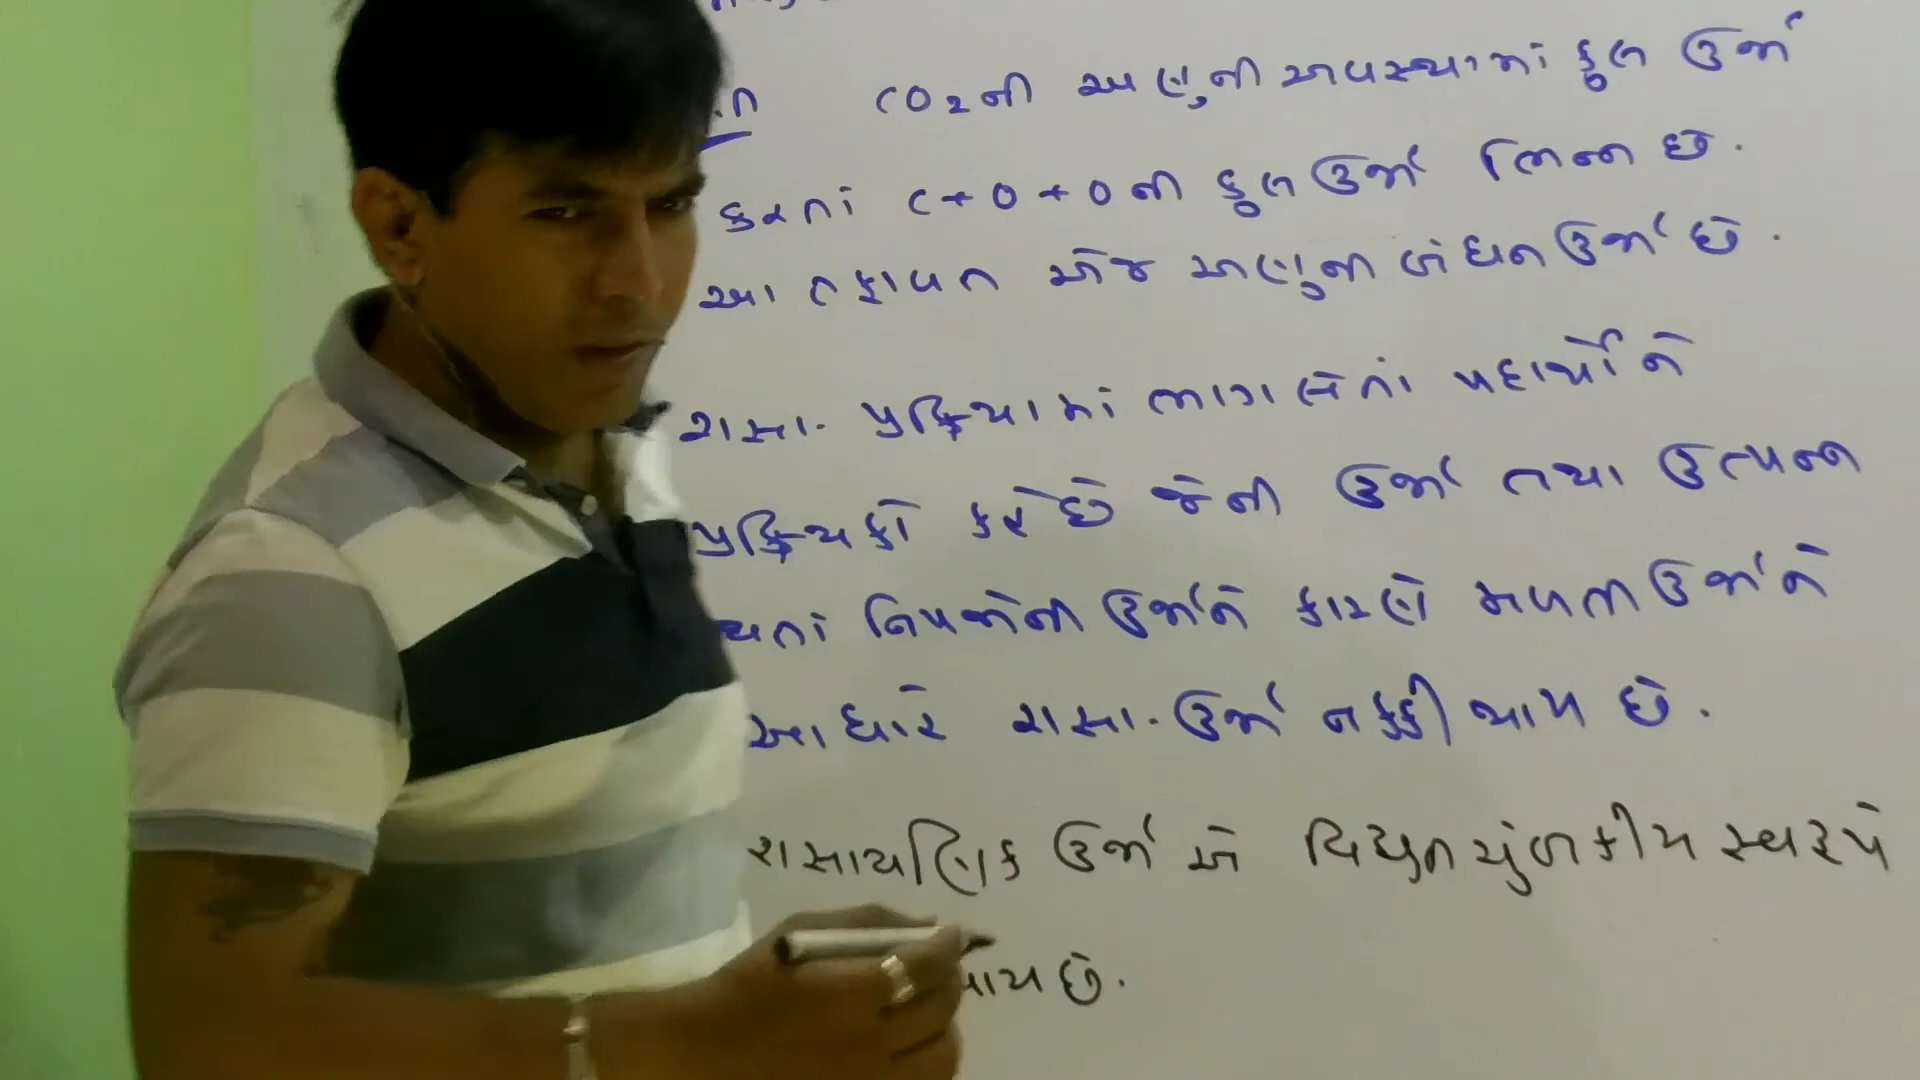 CO2ની અણુની અવસ્થામાં કુલ ઉર્જા
કરતાં C + O + O ની કુલ ઉર્જા ભિન્ન છે.
આ તફાવત એજ અણુની બંધન ઉર્જા છે.
રાસા. પ્રક્રિયામાં ભાગ લેતાં પદાર્થોને
પ્રક્રિયકો કહે છે જેની ઉર્જા તથા ઉત્પન્ન
થતાં નિપજોની ઉર્જાને કારણે મળતી ઉર્જાને
આધારે રાસા. ઉર્જા નક્કી થાય છે.
રાસાયણિક ઉર્જા એ વિદ્યુતચુંબકીય સ્વરૂપે
છે.